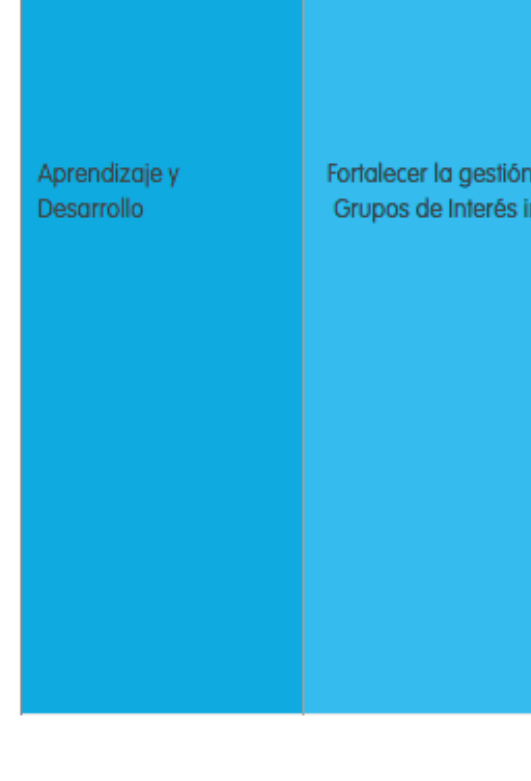 Aprendizaje y
Desarrollo
Fortalecer la gestión
Grupos de Interés